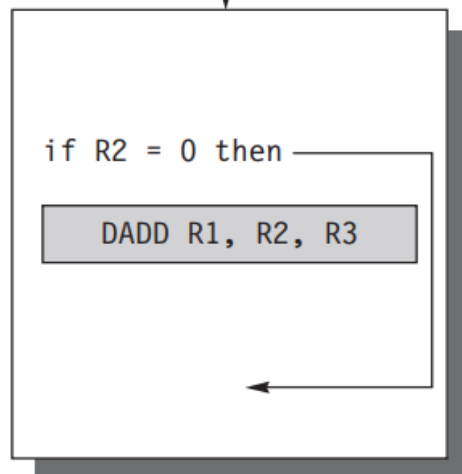 if R2 = 0 then
DADD R1, R2, R3